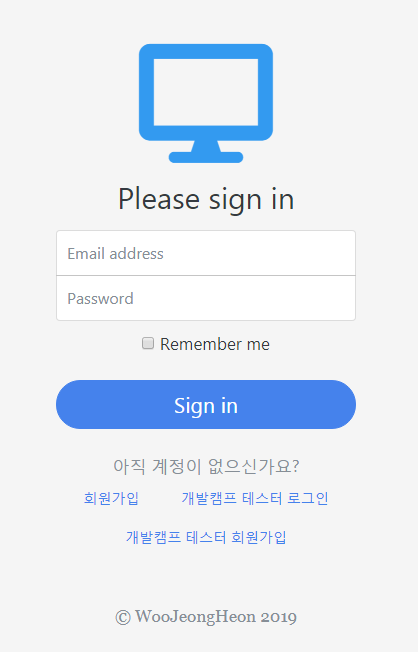 Please sign in
Email address
Password
Remember me
Sign in
아직 계정이 없으신가요?
회원가입 개발캠프 테스터 로그인
개발캠프 테스터 회원가입
© WooJeongHeon 2019